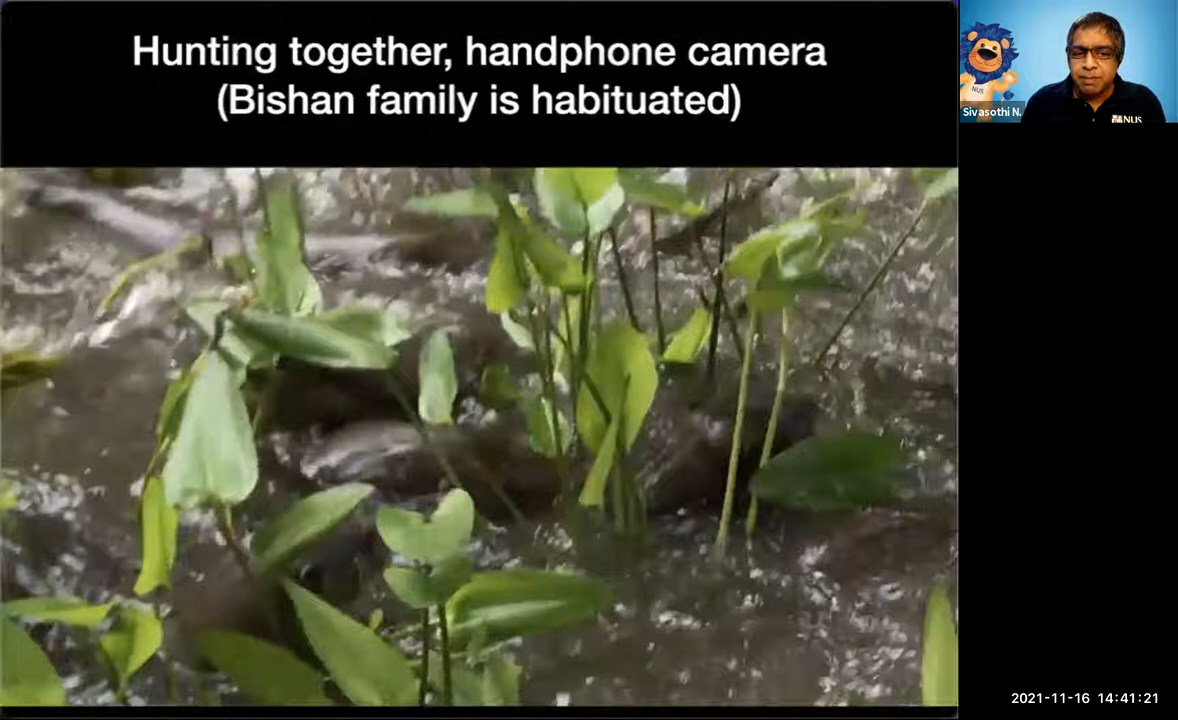 Hunting together, handphone camera
(Bishan family is habituated)
NUS
Sivasothi N.
NUS
2021-11-16 14:41:21